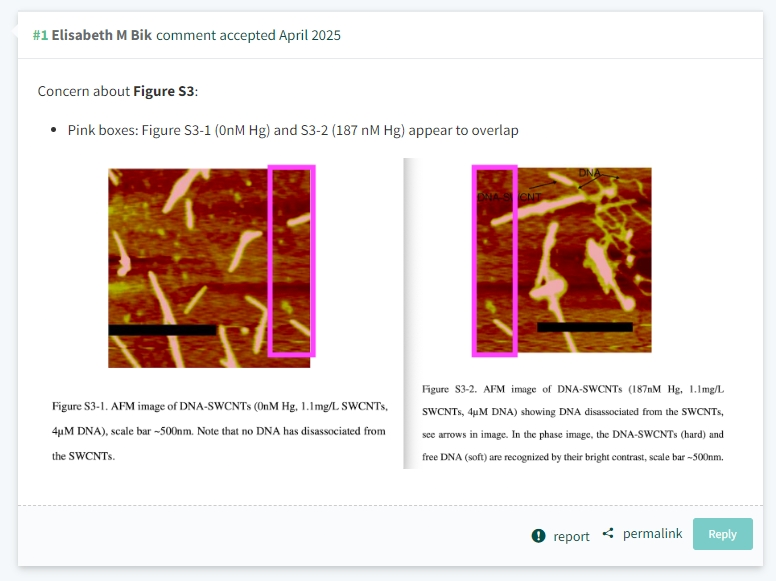 #1 Elisabeth M Bik comment accepted April 2025
Concern about Figure S3:
• Pink boxes: Figure S3-1 (0nM Hg) and S3-2 (187 nM Hg) appear to overlap
DNA
DNA SWCNT
Figure S3-1. AFM image of DNA-SWCNTs (0nM Hg, 1.1mg/L SWCNTs,
4μM DNA), scale bar ~500nm. Note that no DNA has disassociated from
the SWCNTs.
Figure S3-2. AFM image of DNA-SWCNTs (187nM Hg, 1.1mg/L
SWCNTs, 4μM DNA) showing DNA disassociated from the SWCNTs,
see arrows in image. In the phase image, the DNA-SWCNTs (hard) and
free DNA (soft) are recognized by their bright contrast, scale bar ~500nm.
report
permalink
Reply